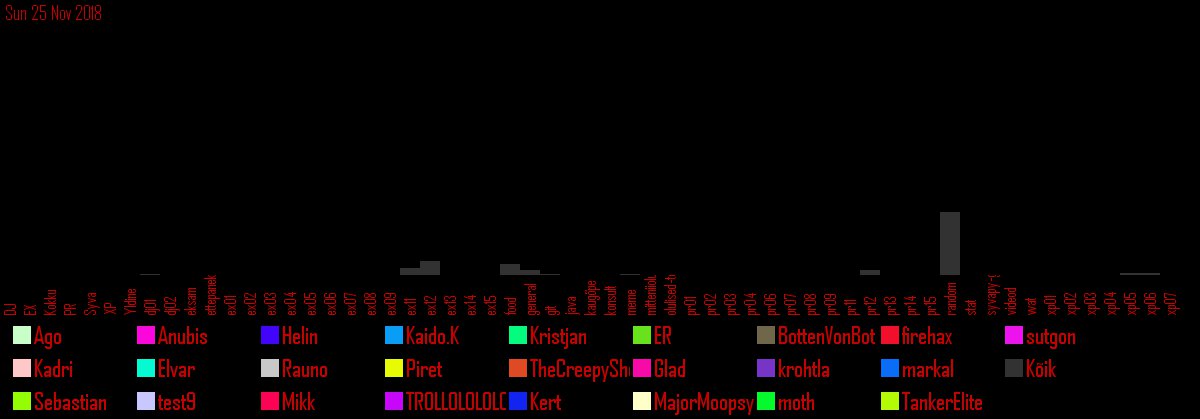 Sun 25 Nov 2018
DJ
EX
Kokku
PR
Syva
XP
Yldine
dj01
dj02
eksam
ettepanek
ex01
ex02
ex03
ex04
ex05
ex06
ex07
ex08
ex09
ex11
ex12
ex13
ex14
ex15
food
general
git
java
kaugõpe
konsult
meme
olulised-h
pr01
pr02
pr03
pr04
pr06
pr07
pr08
pr09
pr11
pr12
pr13
pr14
pr15
random
stat
videod
wat
xp01
xp02
xp03
xp04
xp05
xp06
xp07
Ago Anubis Helin Kaido.K Kristjan ER BottenVonBot firehax sutgon
Kadri Elvar Rauno Piret TheCreepySh Glad krohtla markal Kõik
Sebastian test9 Mikk TROLLOLOLOLO Kert MajorMoopsy moth TankerElite